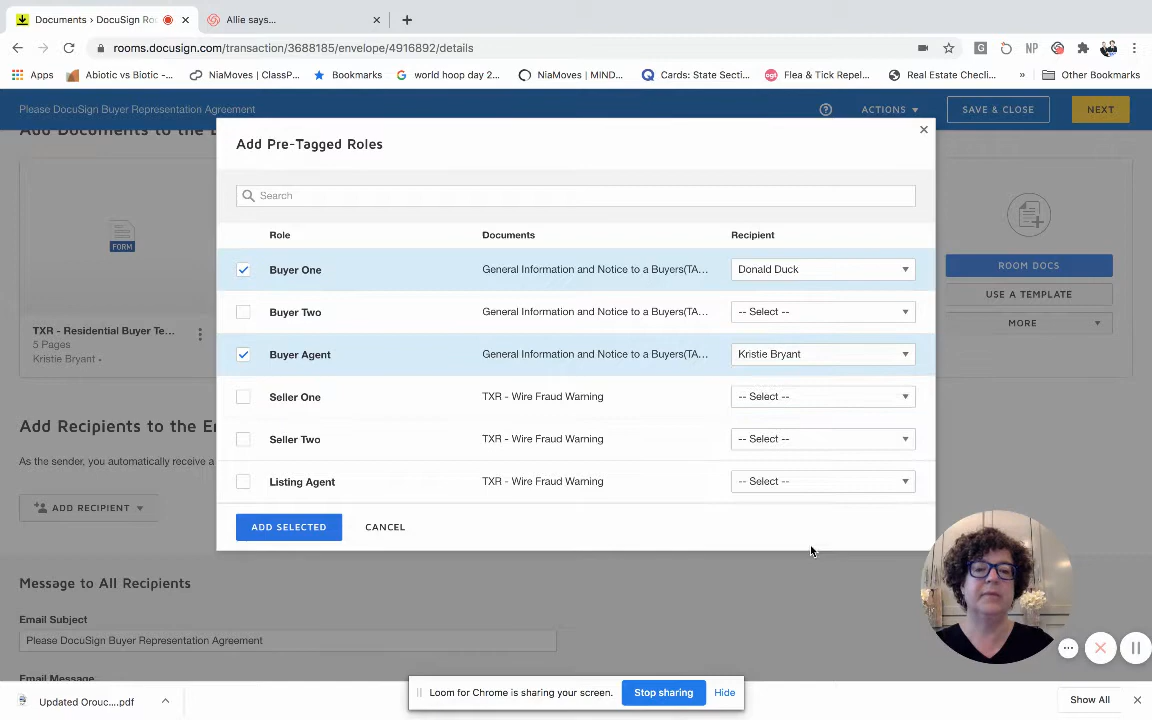 Documents › DocuSign Ro
Allie says...
rooms.docusign.com/transaction/3688185/envelope/4916892/details
Apps
Abiotic vs Biotic -...
NiaMoves | ClassP...
Bookmarks
world hoop day 2...
NiaMoves | MIND...
Cards: State Secti...
Flea & Tick Repel...
Real Estate Checli...
»
Other Bookmarks
Please DocuSign Buyer Representation Agreement
ACTIONS
SAVE & CLOSE
NEXT
Add Documents to the E
Add Pre-Tagged Roles
Search
Role
Documents
Recipient
Buyer One
General Information and Notice to a Buyers(TA...
Donald Duck
Buyer Two
General Information and Notice to a Buyers(TA...
-- Select --
Buyer Agent
General Information and Notice to a Buyers(TA...
Kristie Bryant
Seller One
TXR - Wire Fraud Warning
-- Select --
Seller Two
TXR - Wire Fraud Warning
-- Select --
Listing Agent
TXR - Wire Fraud Warning
-- Select --
ADD SELECTED
CANCEL
FORM
TXR - Residential Buyer Te...
5 Pages
Kristie Bryant •
ROOM DOCS
USE A TEMPLATE
MORE
Add Recipients to the E
As the sender, you automatically receive a
ADD RECIPIENT
Message to All Recipients
Email Subject
Please DocuSign Buyer Representation Agreement
Email Message
Loom for Chrome is sharing your screen.
Stop sharing
Hide
Updated Orouc....pdf
Show All